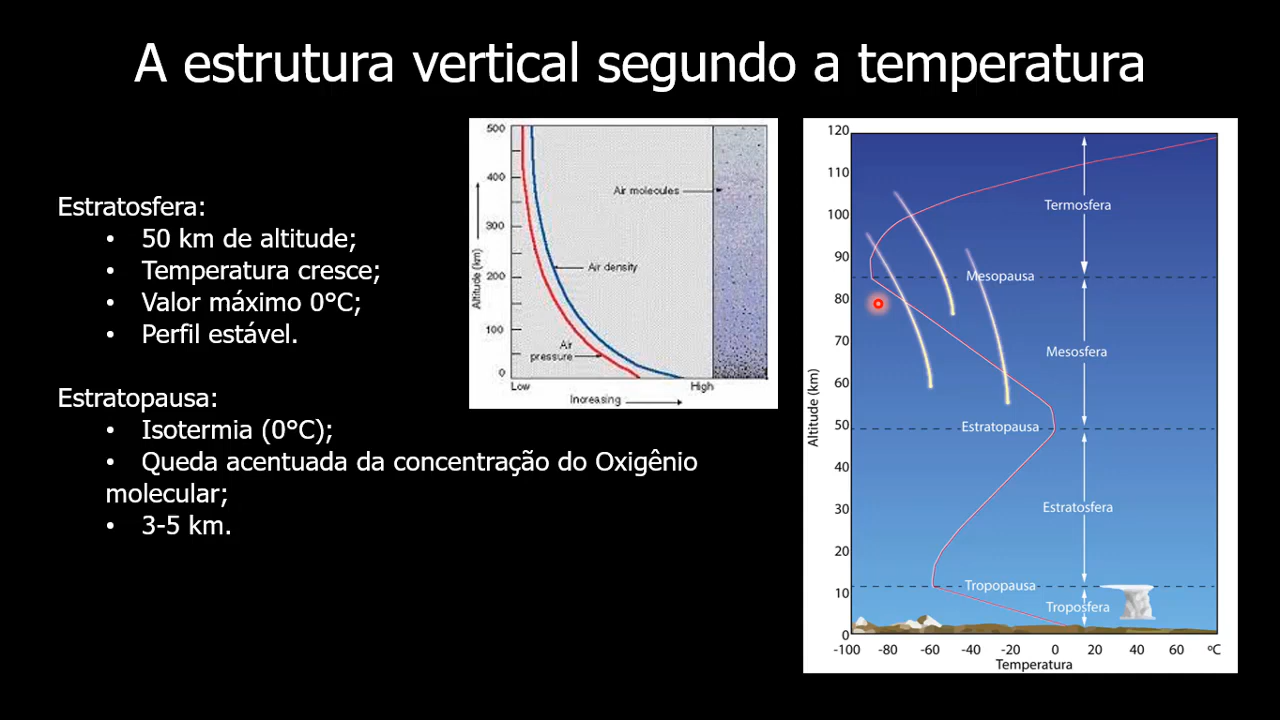 A estrutura vertical segundo a temperatura
Estratosfera:
• 50 km de altitude;
• Temperatura cresce;
• Valor máximo 0°C;
• Perfil estável.
Estratopausa:
• Isotermia (0°C);
• Queda acentuada da concentração do Oxigênio
molecular;
• 3-5 km.
500
400
300
200
100
0
Altitude (km)
Air molecules
Air density
Air
pressure
Low
High
Increasing
120
110
100
90
80
70
60
50
40
30
20
10
0
Altitude (km)
Termosfera
Mesopausa
Mesosfera
Estratopausa
Estratosfera
Tropopausa
Troposfera
-100 -80 -60 -40 -20 0 20 40 60 ºC
Temperatura